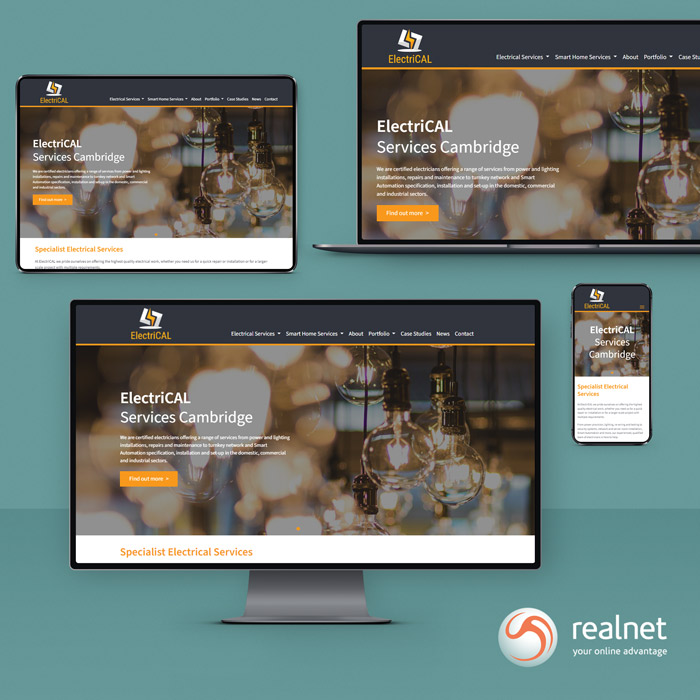 ElectriCAL
Electrical Services Smart Home Services About Portfolio Case Studies News Contact
ElectriCAL
Services Cambridge
We are certified electricians offering a range of services from power and lighting
installations, repairs and maintenance to turnkey network and Smart
Automation specification, installation and set-up in the domestic, commercial
and industrial sectors.
Find out more >
Specialist Electrical Services
At ElectriCAL we pride ourselves on offering the highest quality electrical work, whether you need us for a quick repair or installation or for a larger
scale project with multiple requirements.
ElectriCAL
Electrical Services Smart Home Services About Portfolio Case Stu
ElectriCAL
Services Cambridge
We are certified electricians offering a range of services from power and lighting
installations, repairs and maintenance to turnkey network and Smart
Automation specification, installation and set-up in the domestic, commercial
and industrial sectors.
Find out more >
ElectriCAL
Electrical Services Smart Home Services About Portfolio Case Studies News Contact
ElectriCAL
Services Cambridge
We are certified electricians offering a range of services from power and lighting
installations, repairs and maintenance to turnkey network and Smart
Automation specification, installation and set-up in the domestic, commercial
and industrial sectors.
Find out more >
Specialist Electrical Services
ElectriCAL
ElectriCAL
Services
Cambridge
Specialist Electrical
Services
realnet
your online advantage